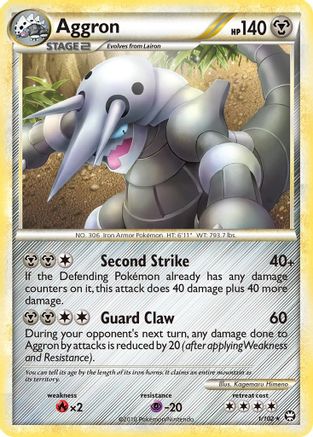 Aggron HP 140
STAGE 2 Evolves from Lairon
NO. 306 Iron Armor Pokémon HT: 6'11" WT: 793.7 lbs.
Second Strike 40+
If the Defending Pokémon already has any damage
counters on it, this attack does 40 damage plus 40 more
damage.
Guard Claw 60
During your opponent's next turn, any damage done to
Aggron by attacks is reduced by 20 (after applying Weakness
and Resistance).
You can tell its age by the length of its iron horns. It claims an entire mountain as
its territory.
Illus. Kagemaru Himeno
weakness resistance retreat cost
×2 -20
©2010 Pokémon/Nintendo 1/102 ★